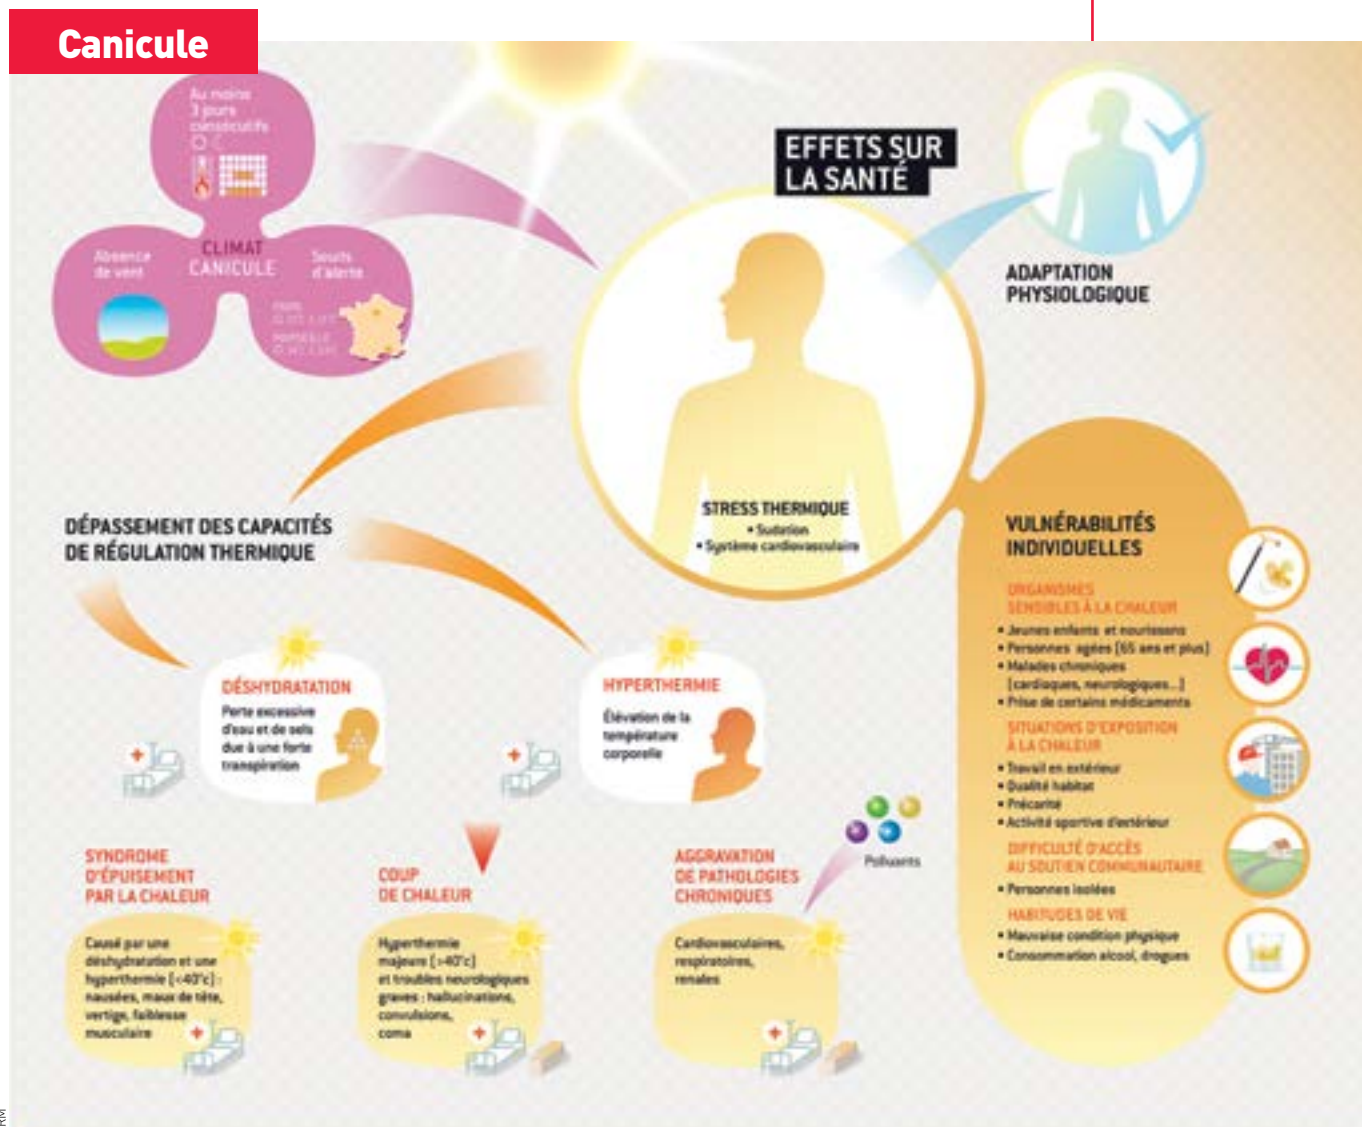 Canicule
Au moins
3 jours
consécutifs
Absence
de vent
CLIMAT
CANICULE
Seuils
d'alerte
PARIS
MARSEILLE
EFFETS SUR
LA SANTÉ
ADAPTATION
PHYSIOLOGIQUE
STRESS THERMIQUE
• Sudation
• Système cardiovasculaire
DÉPASSEMENT DES CAPACITÉS
DE RÉGULATION THERMIQUE
DÉSHYDRATATION
Perte excessive
d'eau et de sels
due à une forte
transpiration
HYPERTHERMIE
Élévation de la
température
corporelle
SYNDROME
D'ÉPUISEMENT
PAR LA CHALEUR
Causé par une
déshydratation et une
hyperthermie (<40°c) :
nausées, maux de tête,
vertige, faiblesse
musculaire
COUP
DE CHALEUR
Hyperthermie
majeure (>40°c)
et troubles neurologiques
graves : hallucinations,
convulsions,
coma
AGGRAVATION
DE PATHOLOGIES
CHRONIQUES
Polluants
Cardiovasculaires,
respiratoires,
renales
VULNÉRABILITÉS
INDIVIDUELLES
ORGANISMES
SENSIBLES À LA CHALEUR
• Jeunes enfants et nourissons
• Personnes agées (65 ans et plus)
• Malades chroniques
(cardiaques, neurologiques...)
• Prise de certains médicaments
SITUATIONS D'EXPOSITION
À LA CHALEUR
• Travail en extérieur
• Qualité habitat
• Précarité
• Activité sportive d'extérieur
DIFFICULTÉ D'ACCÈS
AU SOUTIEN COMMUNAUTAIRE
• Personnes isolées
HABITUDES DE VIE
• Mauvaise condition physique
• Consommation alcool, drogues
RM